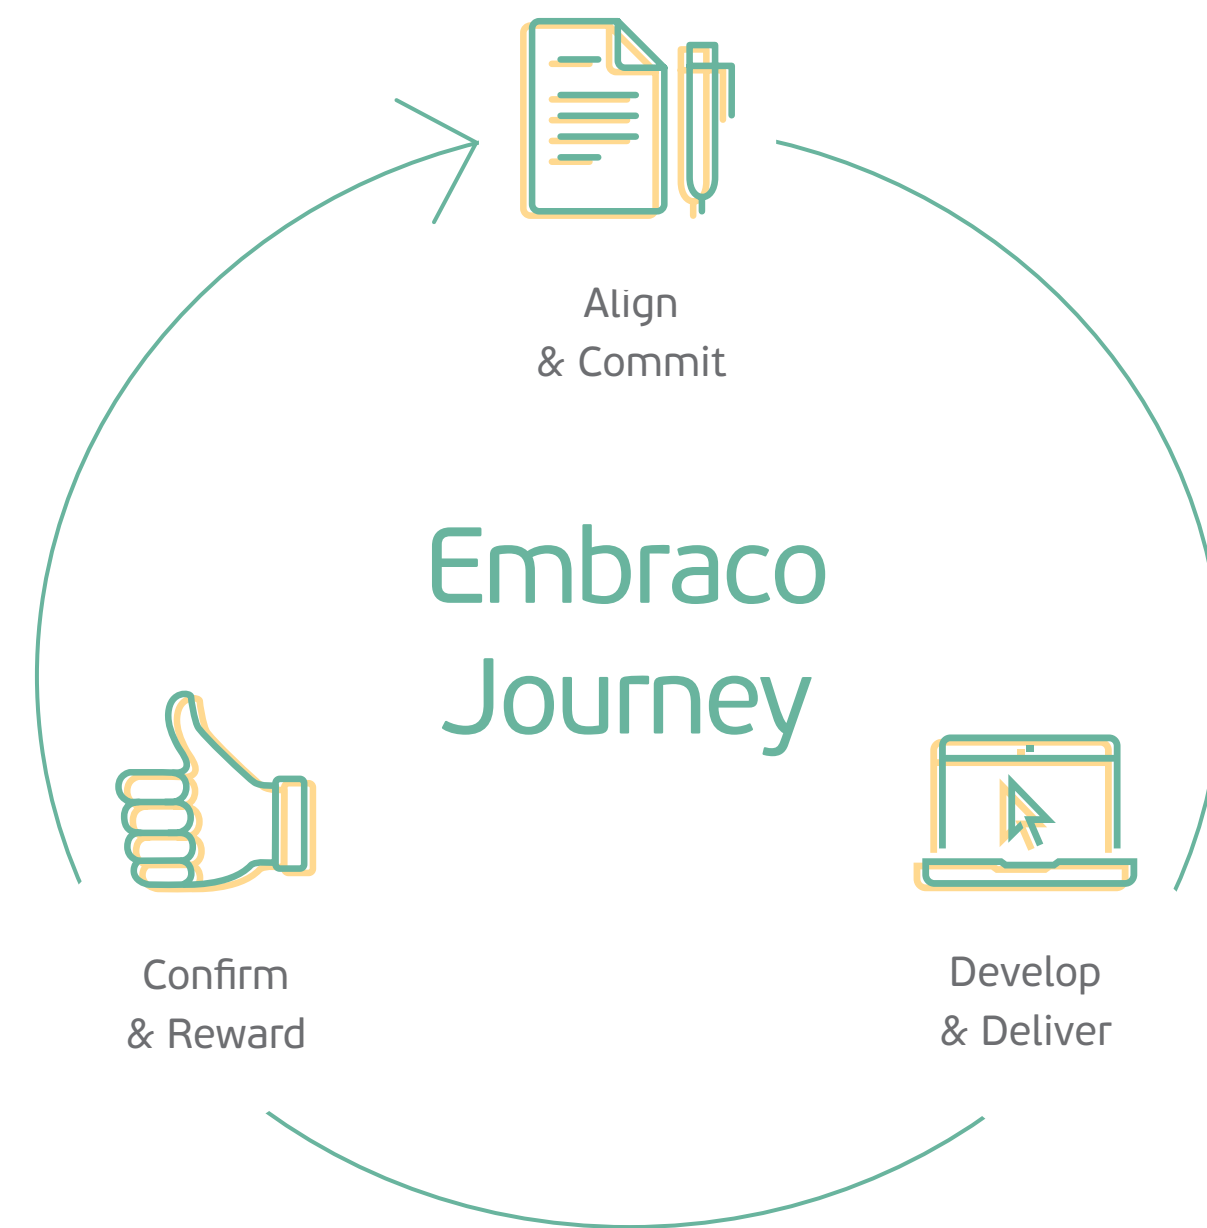 Align
& Commit
Embraco
Journey
Confirm
& Reward
Develop
& Deliver